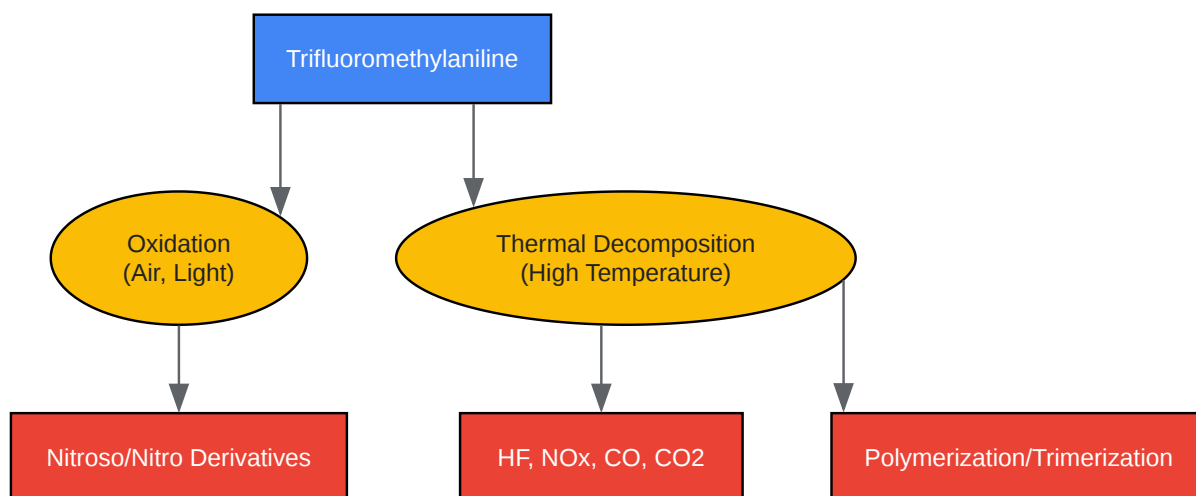 Trifluoromethylaniline
Oxidation
(Air, Light)
Thermal Decomposition
(High Temperature)
Nitroso/Nitro Derivatives
HF, NOx, CO, CO2
Polymerization/Trimerization